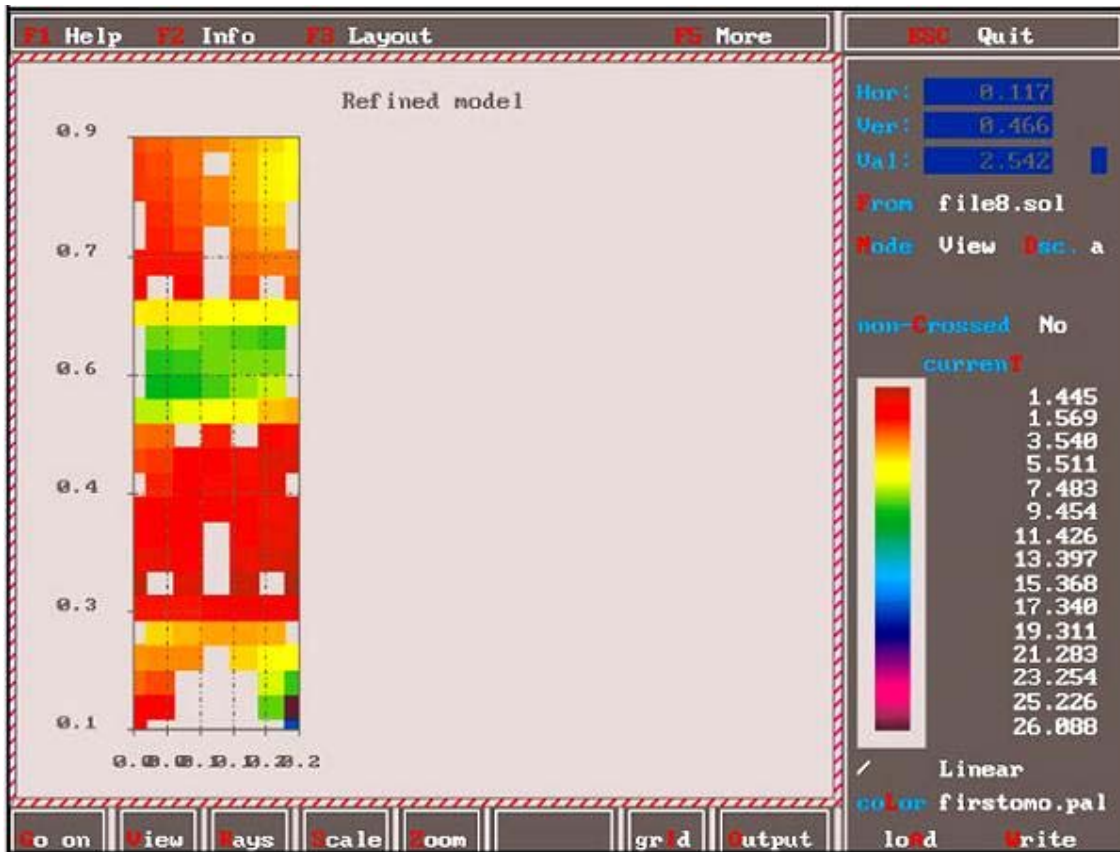 F1 Help F2 Info F3 Layout F5 More ESC Quit
Refined model
0.9
0.7
0.6
0.4
0.3
0.1
0.2
Hor: 0.117
Ver: 0.466
Val: 2.542
From file8.sol
Mode View Dsc. a
non-Crossed No
currenT
1.445
1.569
3.540
5.511
7.483
9.454
11.426
13.397
15.368
17.340
19.311
21.283
23.254
25.226
26.088
/ Linear
coLor firstomo.pal
Go on View Rays Scale Zoom grId Output loAd Write